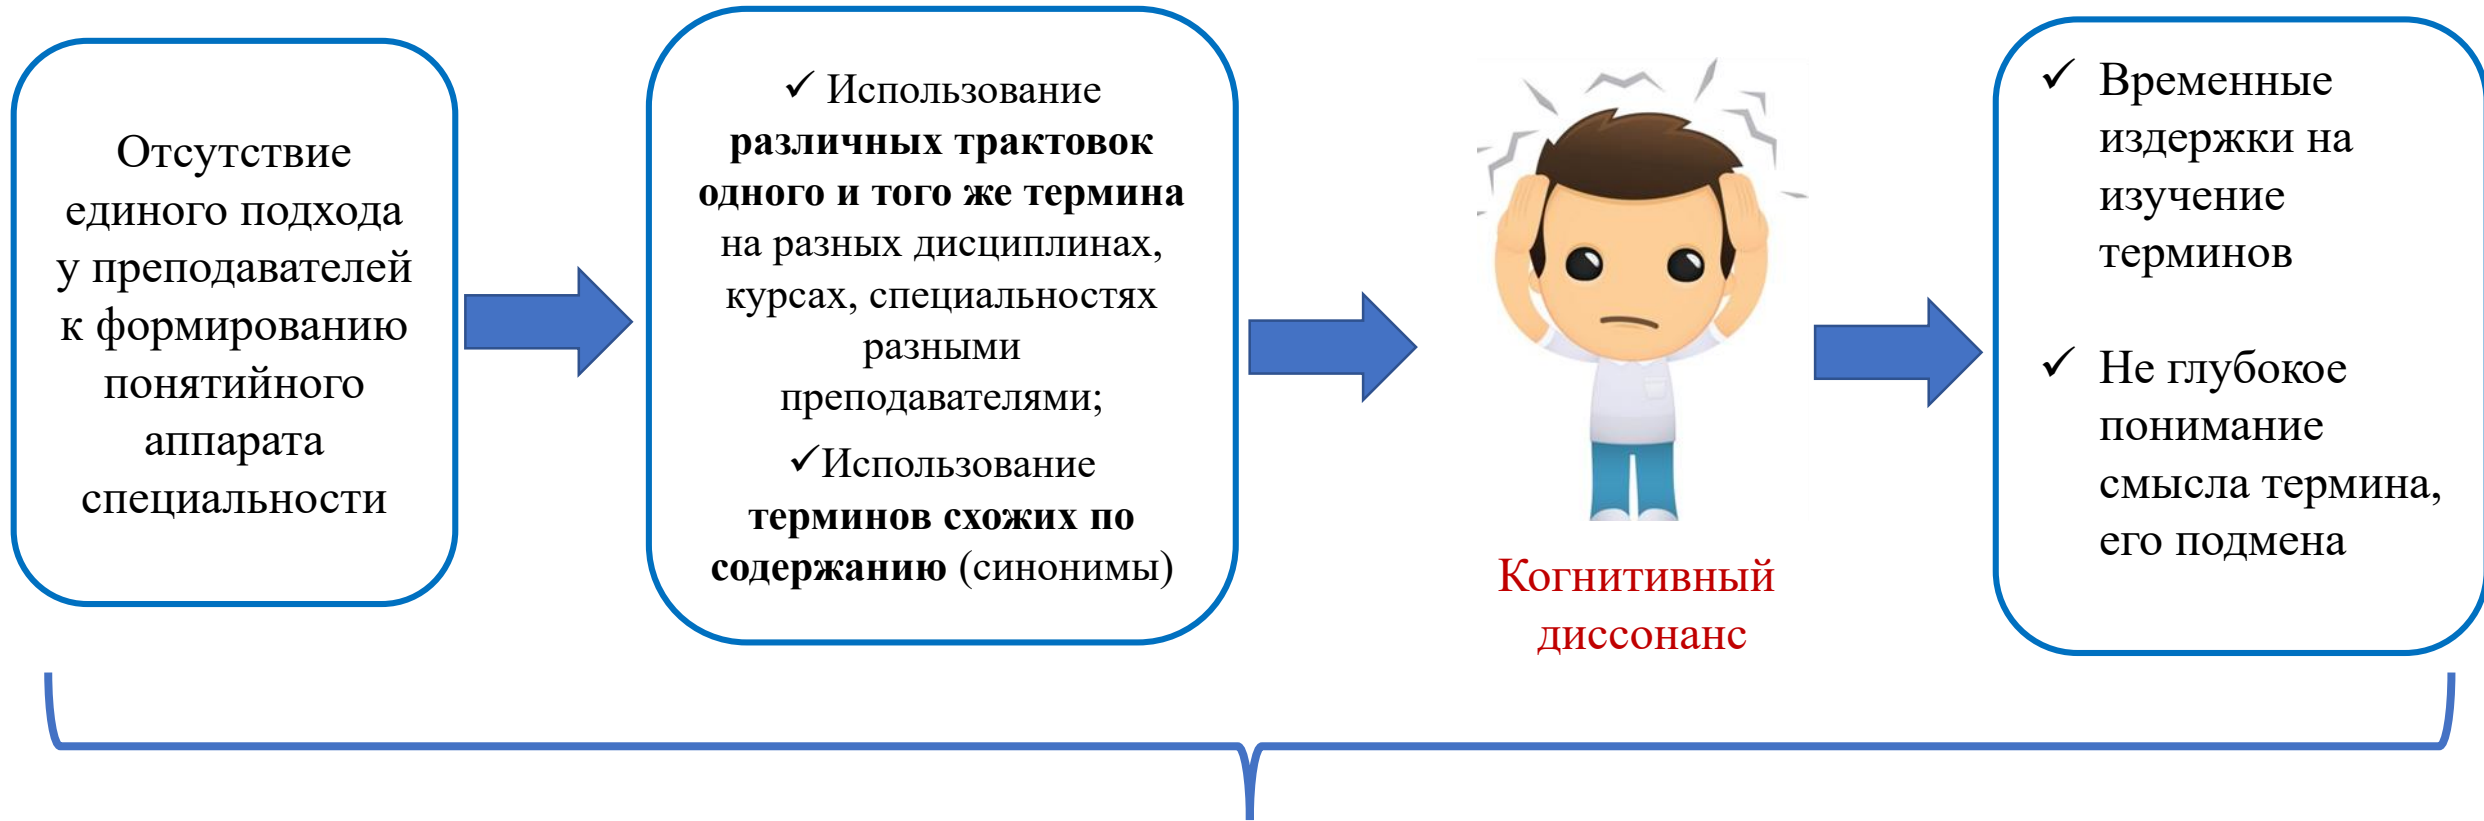 Отсутствие
единого подхода
у преподавателей
к формированию
понятийного
аппарата
специальности
✓ Использование
различных трактовок
одного и того же термина
на разных дисциплинах,
курсах, специальностях
разными
преподавателями;
✓Использование
терминов схожих по
содержанию (синонимы)
Когнитивный
диссонанс
✓ Временные
издержки на
изучение
терминов
✓ Не глубокое
понимание
смысла термина,
его подмена